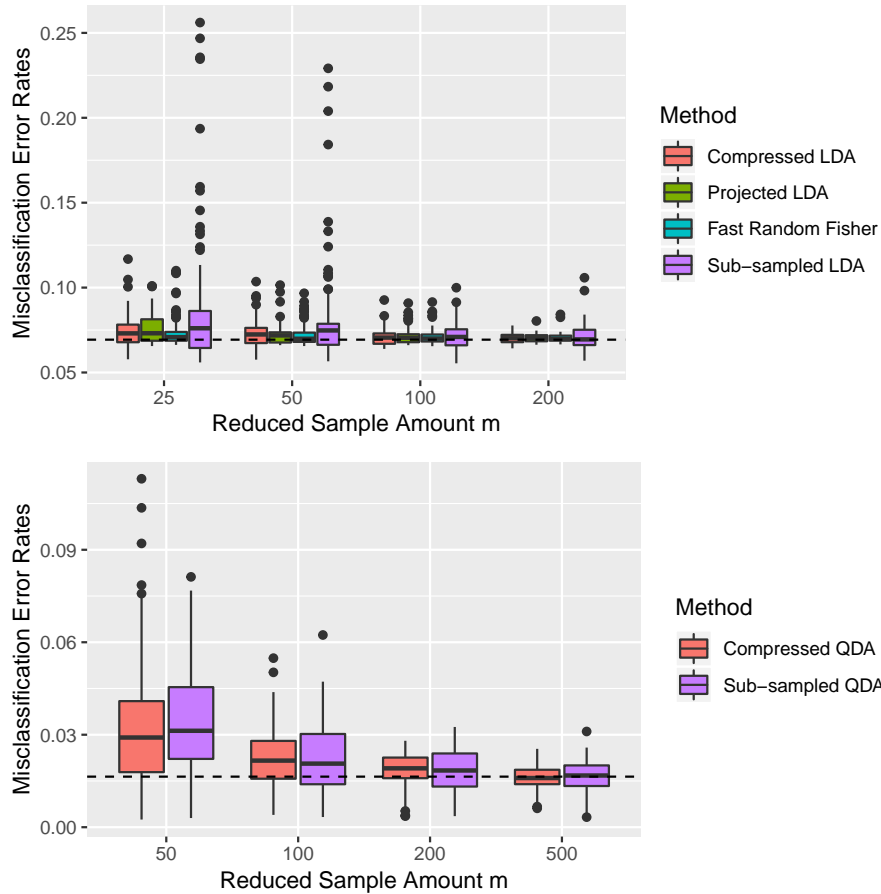 0.25
0.20
0.15
0.10
0.05
Misclassification Error Rates
25
50
100
200
Reduced Sample Amount m
Method
Compressed LDA
Projected LDA
Fast Random Fisher
Sub−sampled LDA
0.09
0.06
0.03
0.00
Misclassification Error Rates
50
100
200
500
Reduced Sample Amount m
Method
Compressed QDA
Sub−sampled QDA